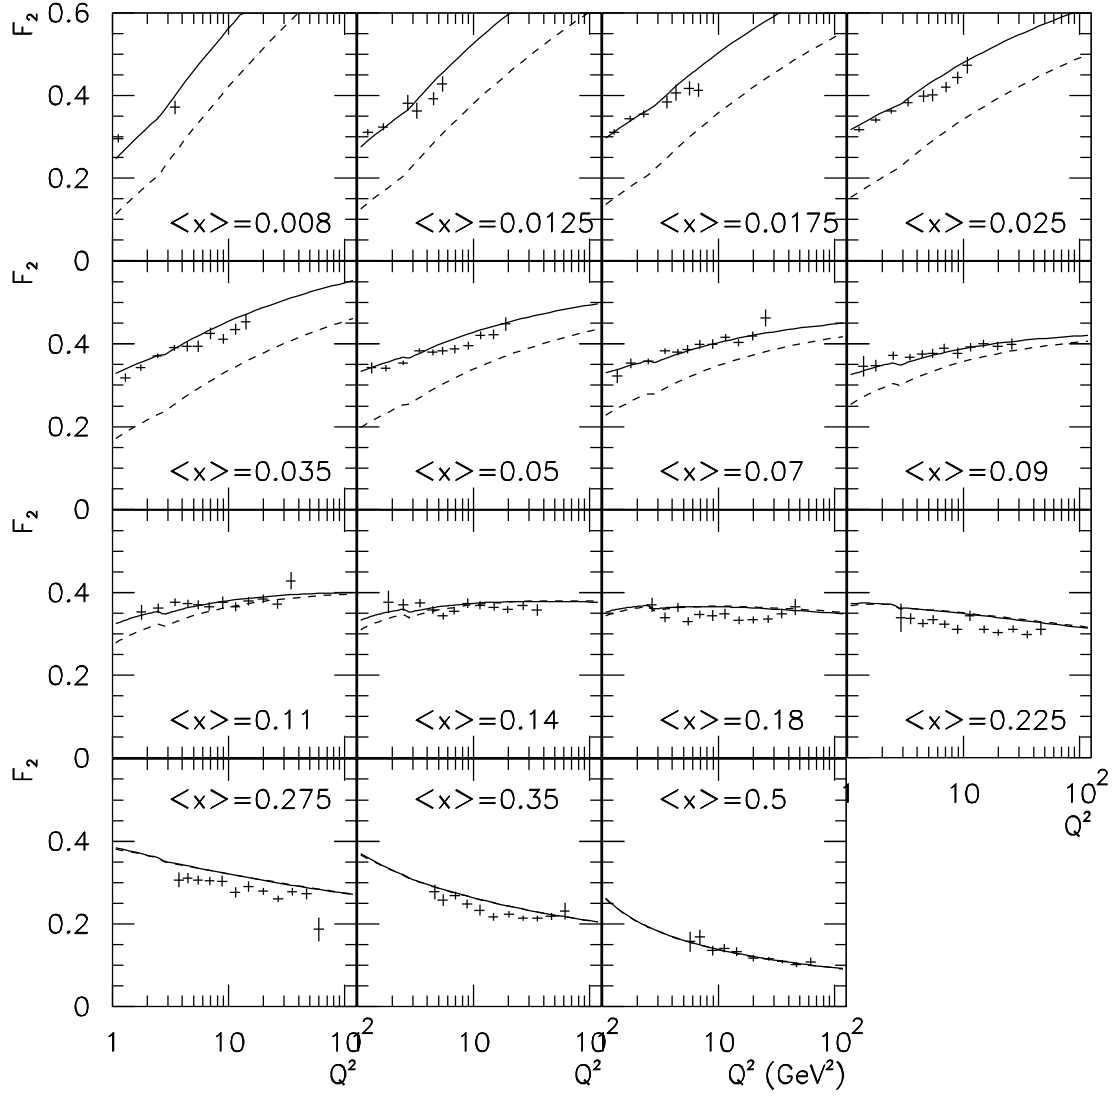 F₂
0.6
0.4
0.2
0
<x>=0.008
<x>=0.0125
<x>=0.0175
<x>=0.025
F₂
0.4
0.2
0
<x>=0.035
<x>=0.05
<x>=0.07
<x>=0.09
F₂
0.4
0.2
0
<x>=0.11
<x>=0.14
<x>=0.18
<x>=0.225
1
10
10²
Q²
F₂
0.4
0.2
0
<x>=0.275
<x>=0.35
<x>=0.5
1
10
10²
10
10²
10
10²
Q²
Q²
Q² (GeV²)